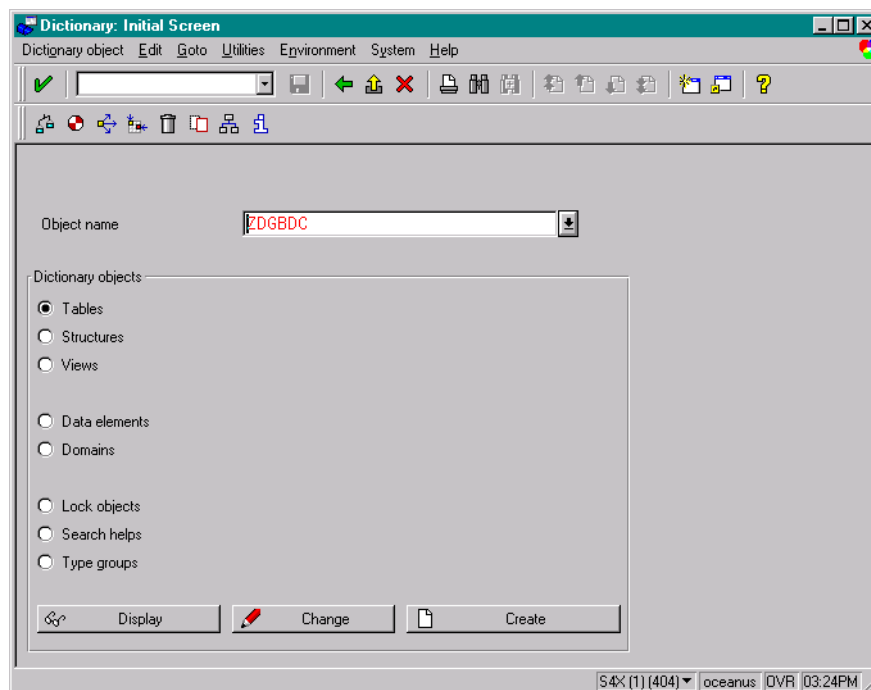 Dictionary: Initial Screen
Dictionary object Edit Goto Utilities Environment System Help
Object name ZDGBDC
Dictionary objects
Tables
Structures
Views
Data elements
Domains
Lock objects
Search helps
Type groups
Display Change Create
S4X (1) (404) oceanus OVR 03:24PM